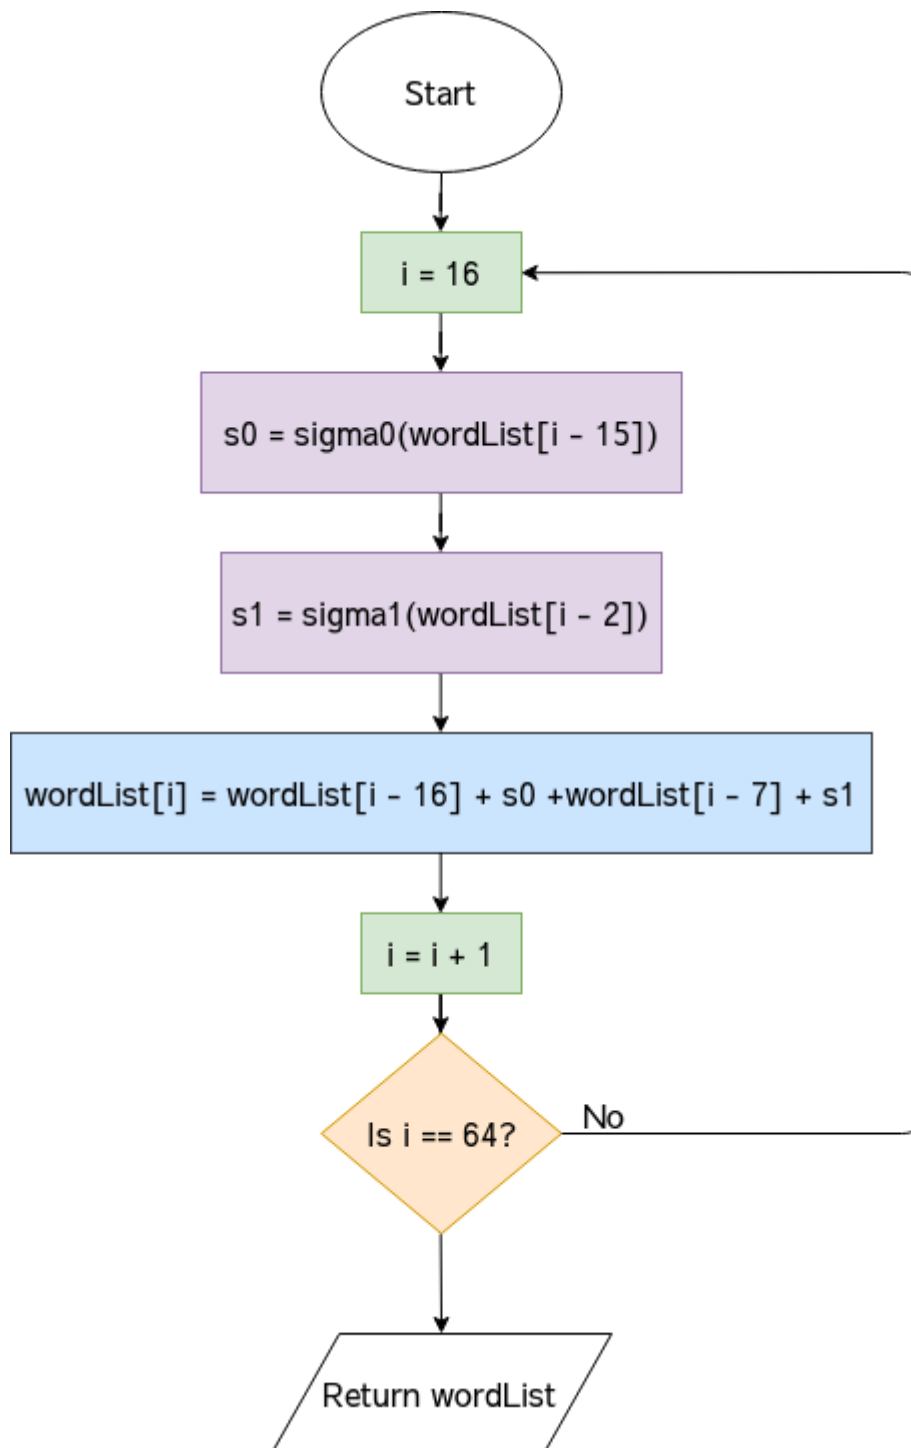 Start
i = 16
s0 = sigma0(wordList[i - 15])
s1 = sigma1(wordList[i - 2])
wordList[i] = wordList[i - 16] + s0 +wordList[i - 7] + s1
i = i + 1
Is i == 64?
No
Return wordList